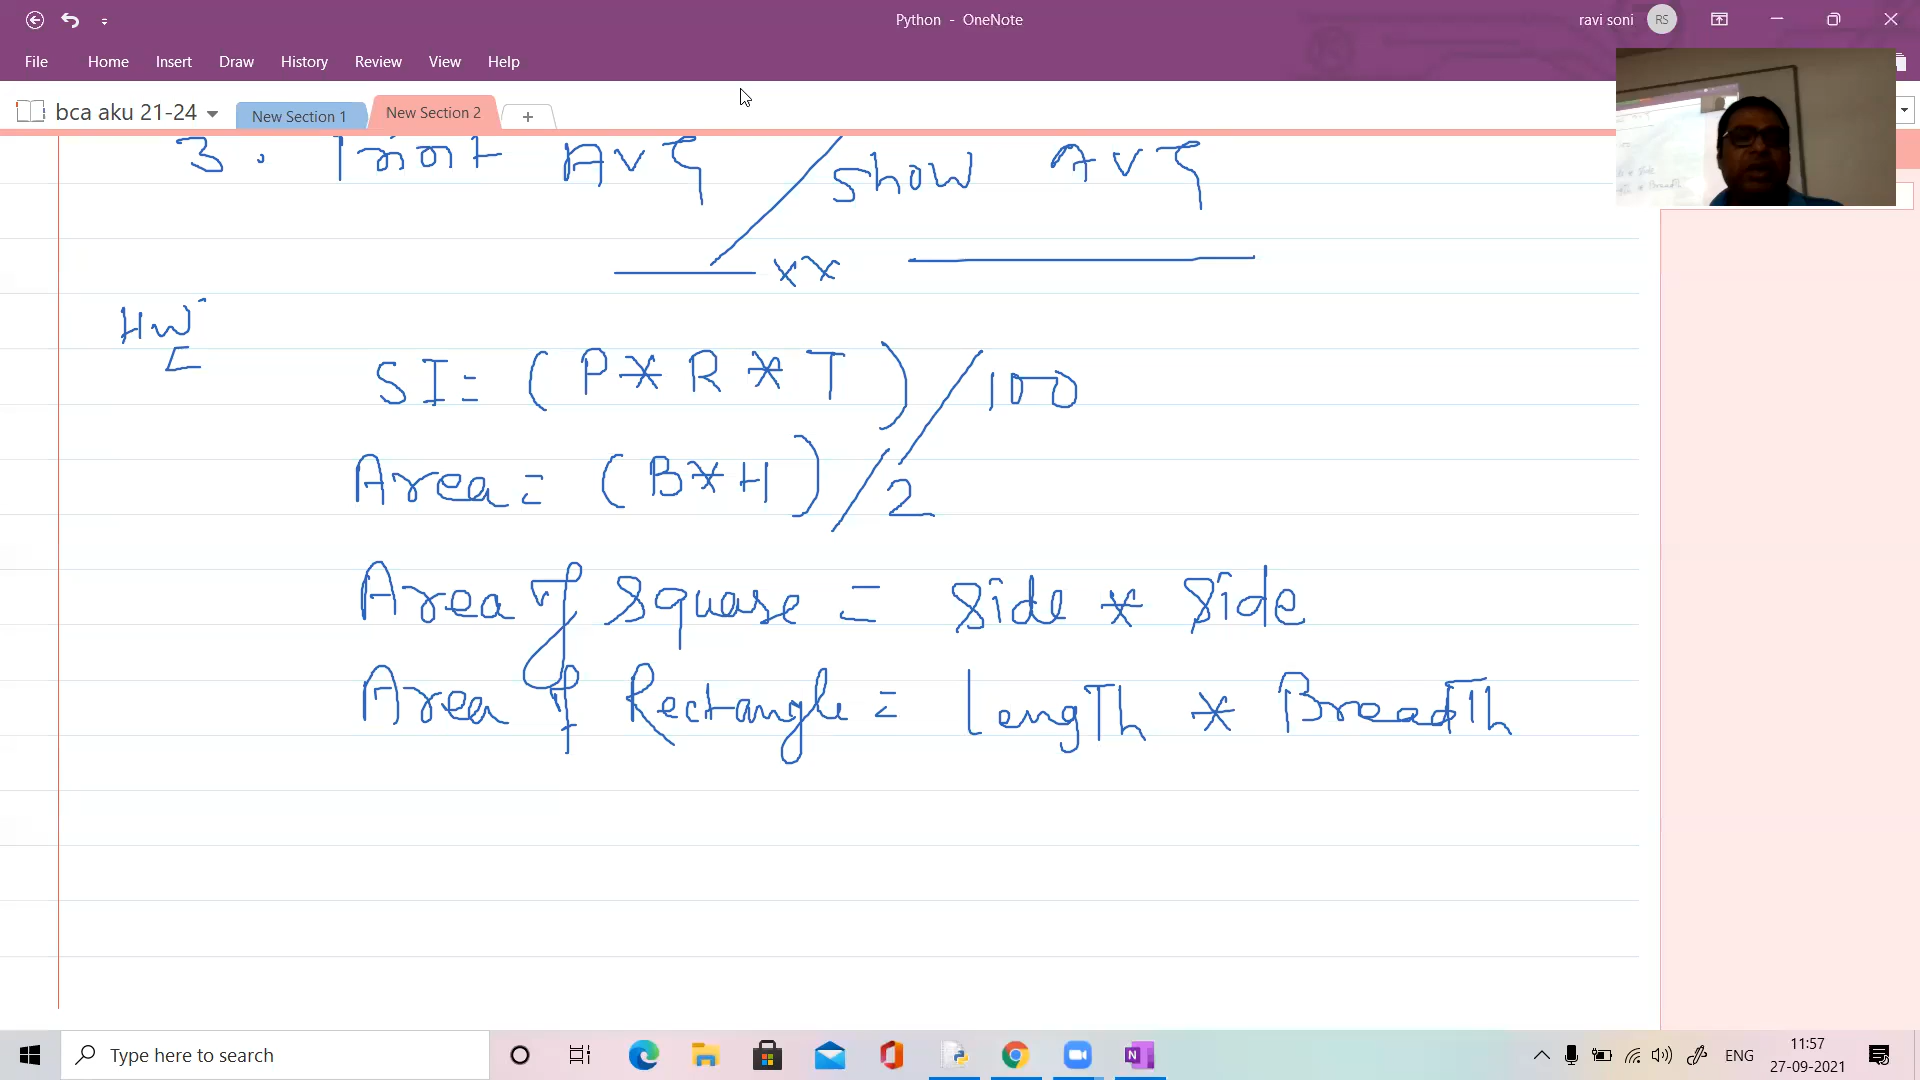 Python - OneNote
ravi soni RS
File Home Insert Draw History Review View Help
bca aku 21-24 New Section 1 New Section 2 +
3. Print AVG / show AVG
xx
HW
SI = (P * R * T) / 100
Area = (B * H) / 2
Area of square = side * side
Area of Rectangle = Length * Breadth
Type here to search
ENG
11:57
27-09-2021